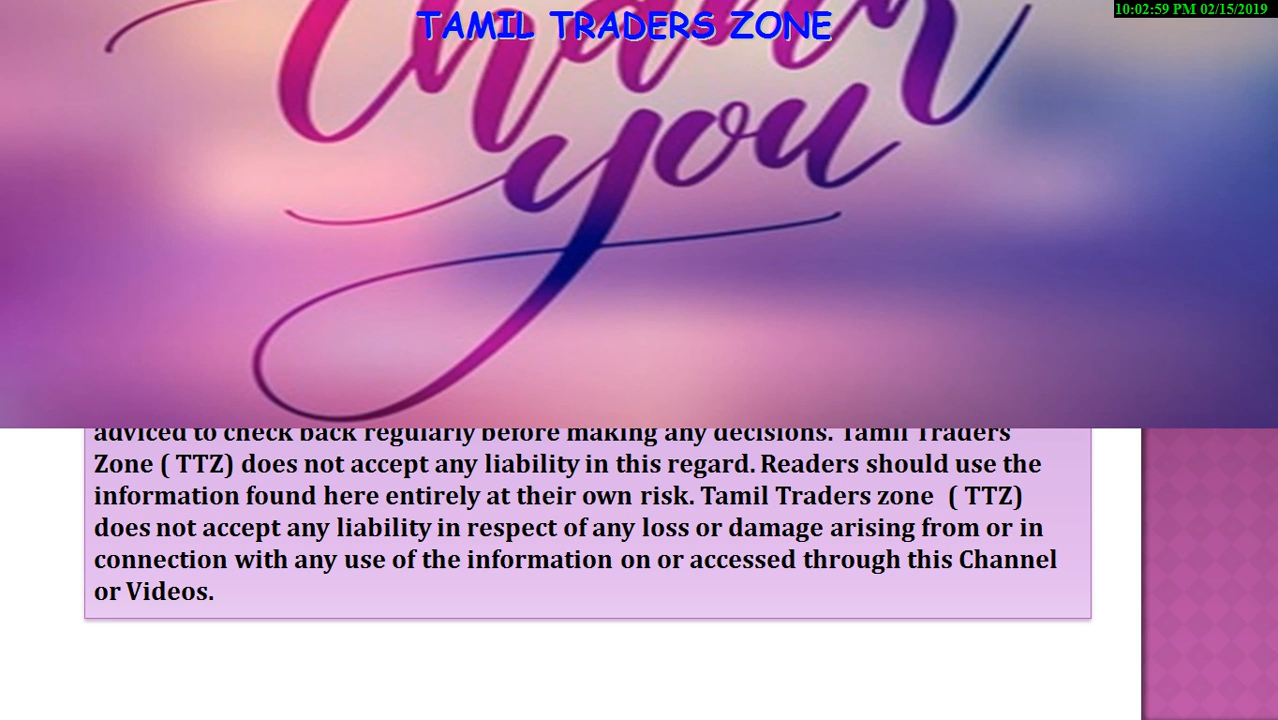 10:02:59 PM 02/15/2019
TAMIL TRADERS ZONE
Thank
you
adviced to check back regularly before making any decisions. Tamil Traders
Zone ( TTZ) does not accept any liability in this regard. Readers should use the
information found here entirely at their own risk. Tamil Traders zone  ( TTZ)
does not accept any liability in respect of any loss or damage arising from or in
connection with any use of the information on or accessed through this Channel
or Videos.